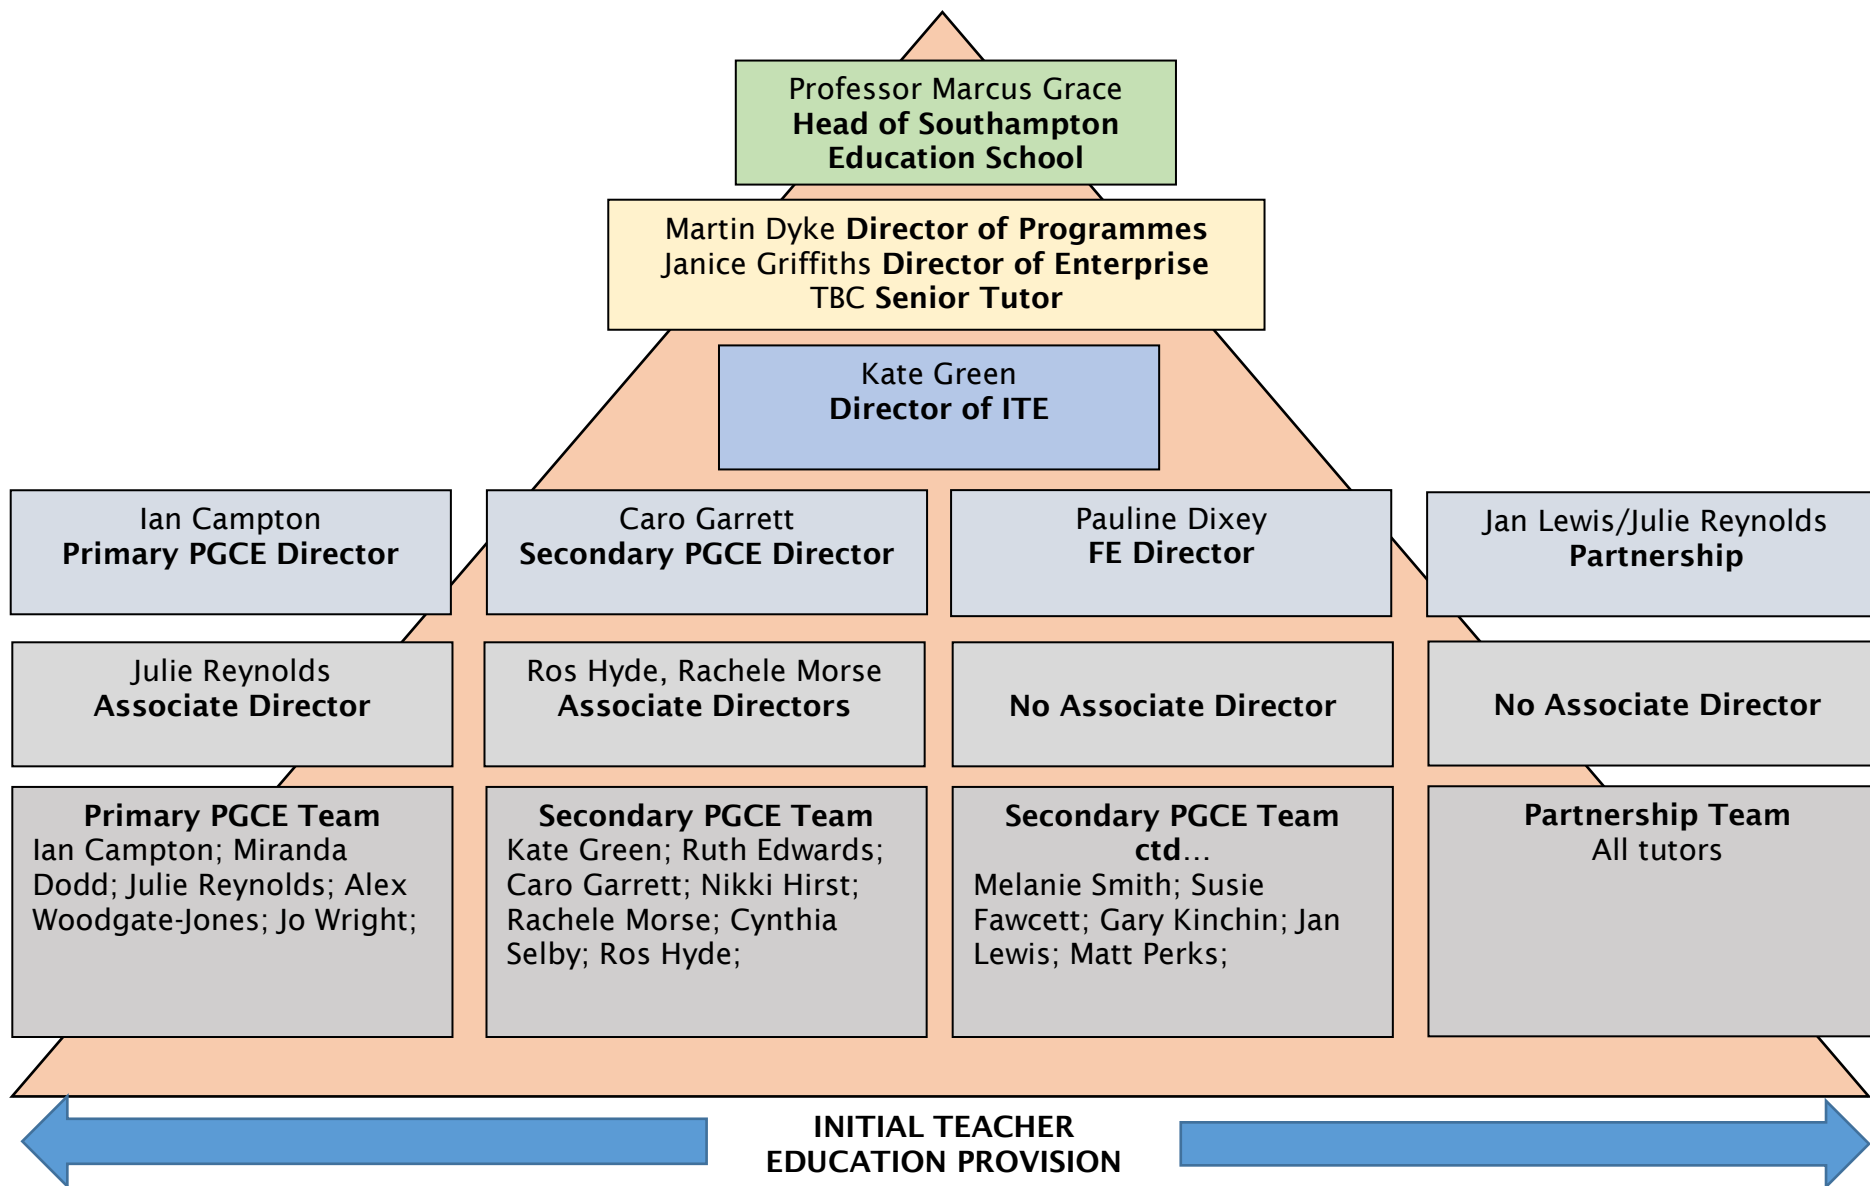 Professor Marcus Grace
Head of Southampton
Education School
Martin Dyke Director of Programmes
Janice Griffiths Director of Enterprise
TBC Senior Tutor
Kate Green
Director of ITE
Ian Campton
Primary PGCE Director
Caro Garrett
Secondary PGCE Director
Pauline Dixey
FE Director
Jan Lewis/Julie Reynolds
Partnership
Julie Reynolds
Associate Director
Ros Hyde, Rachele Morse
Associate Directors
No Associate Director
No Associate Director
Primary PGCE Team
Ian Campton; Miranda
Dodd; Julie Reynolds; Alex
Woodgate-Jones; Jo Wright;
Secondary PGCE Team
Kate Green; Ruth Edwards;
Caro Garrett; Nikki Hirst;
Rachele Morse; Cynthia
Selby; Ros Hyde;
Secondary PGCE Team
ctd…
Melanie Smith; Susie
Fawcett; Gary Kinchin; Jan
Lewis; Matt Perks;
Partnership Team
All tutors
INITIAL TEACHER
EDUCATION PROVISION